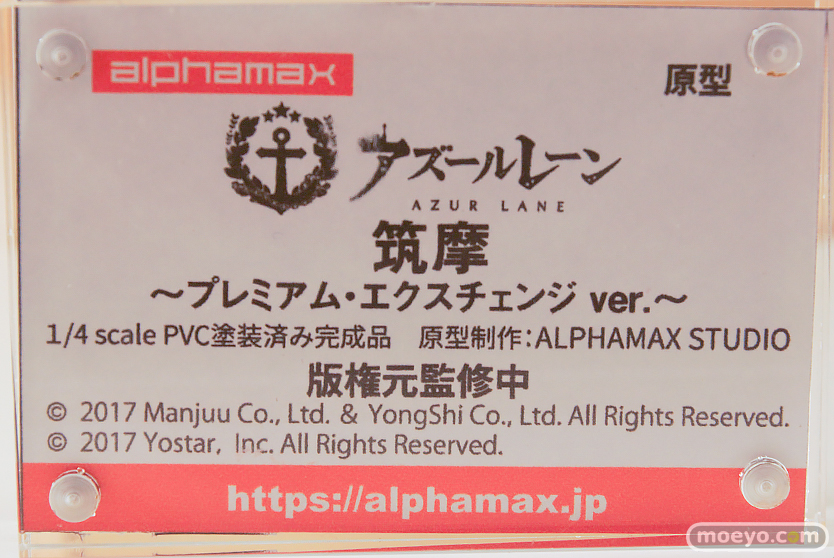 alphamax
原型
アズールレーン
AZUR LANE
筑摩
～プレミアム・エクスチェンジ ver.～
1/4 scale PVC塗装済み完成品　原型制作：ALPHAMAX STUDIO
版権元監修中
© 2017 Manjuu Co., Ltd. & YongShi Co., Ltd. All Rights Reserved.
© 2017 Yostar, Inc. All Rights Reserved.
https://alphamax.jp
moeyo.com